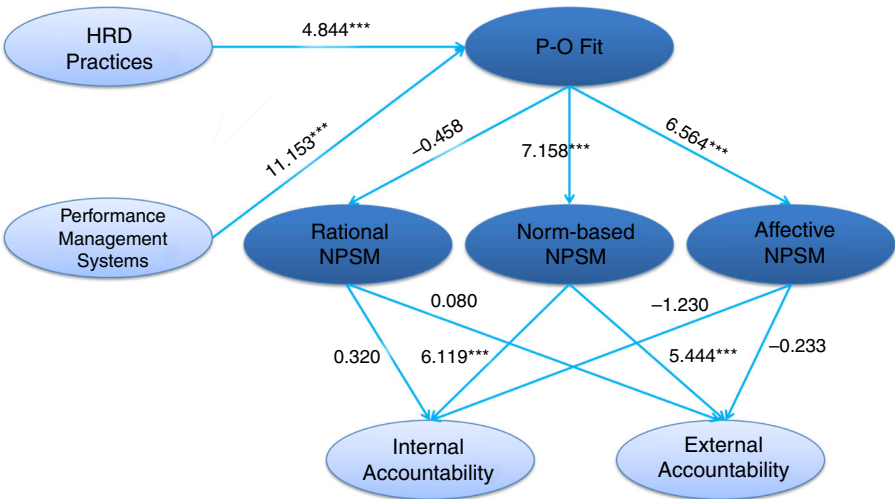 HRD
Practices
4.844***
P-O Fit
11.153***
–0.458
7.158***
6.564***
Performance
Management
Systems
Rational
NPSM
Norm-based
NPSM
Affective
NPSM
0.080
–1.230
0.320
6.119***
5.444***
–0.233
Internal
Accountability
External
Accountability